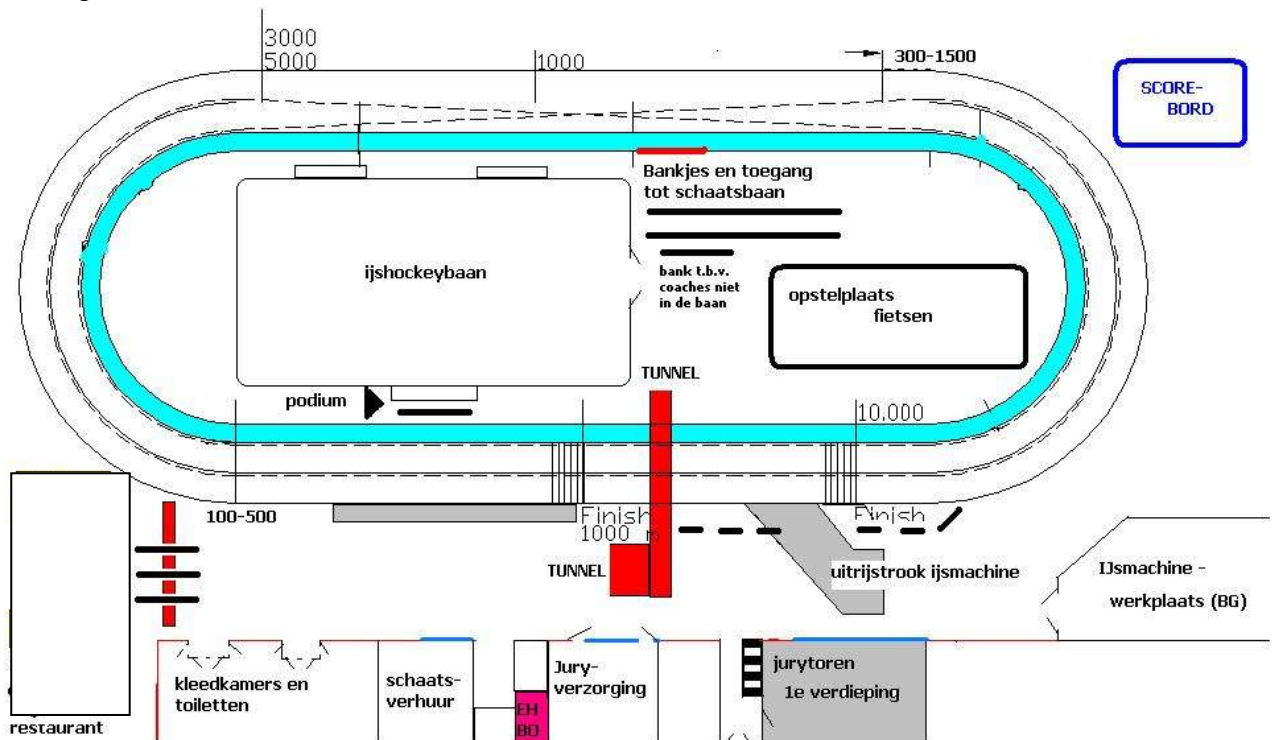 3000
5000
1000
300-1500
SCORE-
BORD
Bankjes en toegang
tot schaatsbaan
ijshockeybaan
bank t.b.v.
coaches niet
in de baan
opstelplaats
fietsen
TUNNEL
podium
10.000
100-500
Finish
1000 m
Finish
TUNNEL
uitrijstrook ijsmachine
IJsmachine -
werkplaats (BG)
kleedkamers en
toiletten
schaats-
verhuur
EH
BO
Jury-
verzorging
jurytoren
1e verdieping
restaurant